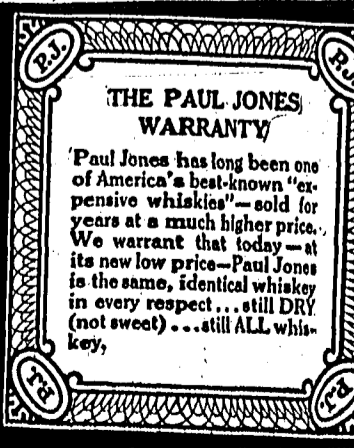 P.J.
P.J.
THE PAUL JONES
WARRANTY
Paul Jones has long been one
of America's best-known "ex-
pensive whiskies"—sold for
years at a much higher price.
We warrant that today—at
its new low price—Paul Jones
is the same, identical whiskey
in every respect...still DRY
(not sweet)...still ALL whis-
key,
P.J.
P.J.